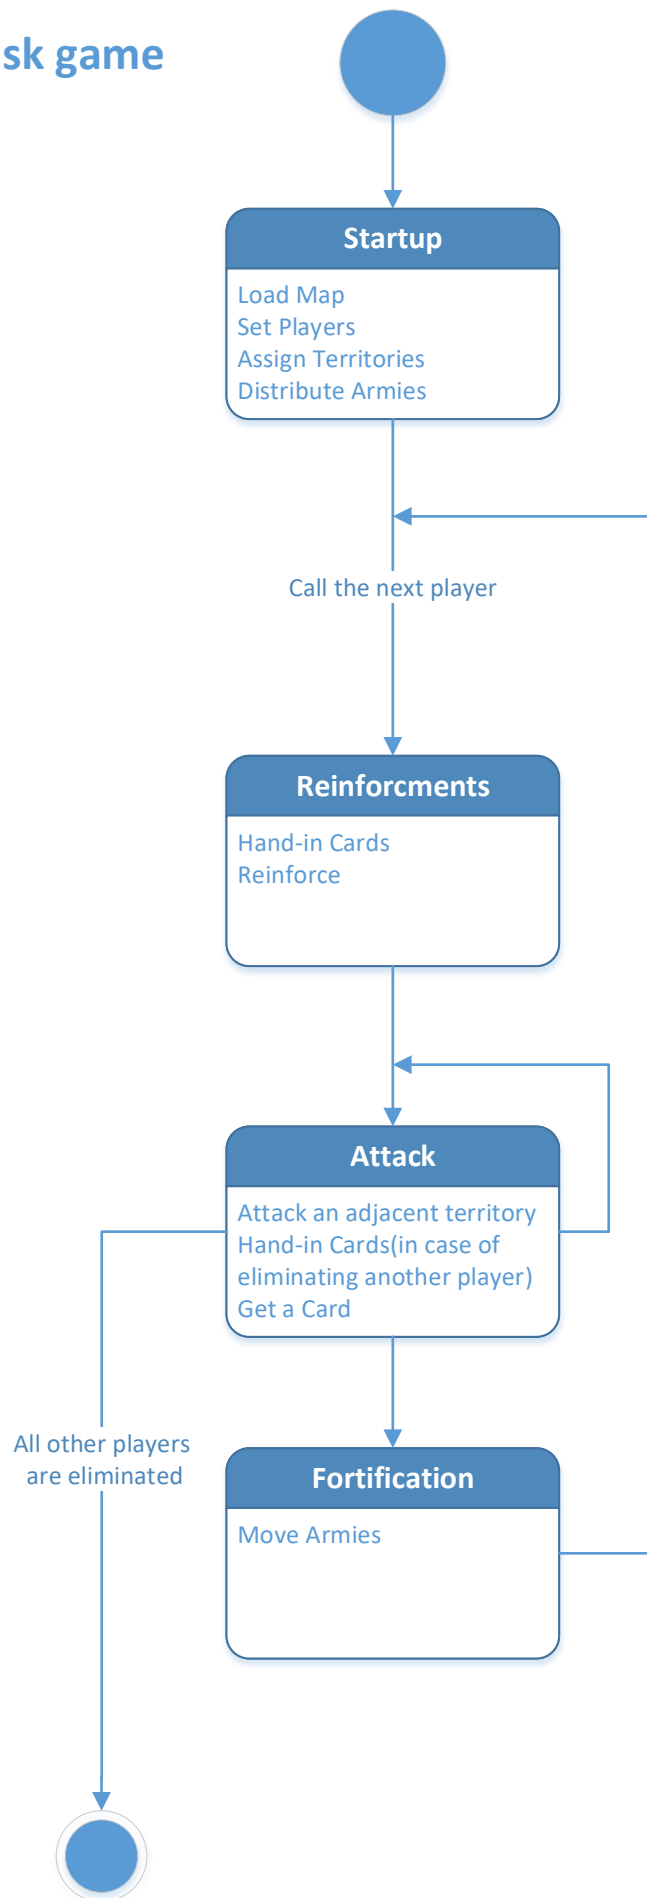 sk game
Startup
Load Map
Set Players
Assign Territories
Distribute Armies
Call the next player
Reinforcments
Hand-in Cards
Reinforce
Attack
Attack an adjacent territory
Hand-in Cards(in case of
eliminating another player)
Get a Card
All other players
are eliminated
Fortification
Move Armies